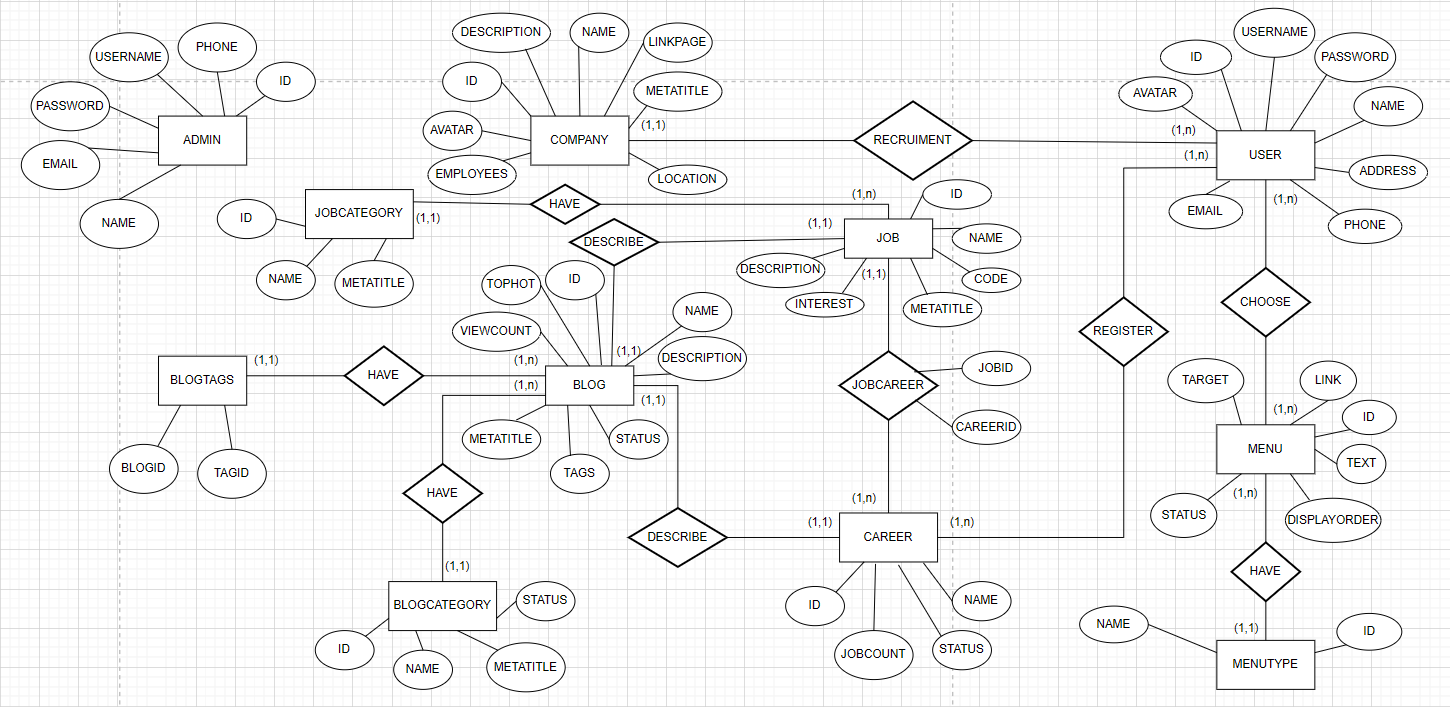 DESCRIPTION
NAME
LINKPAGE
USERNAME
PHONE
ID
ID
METATITLE
PASSWORD
ADMIN
EMAIL
NAME
AVATAR
COMPANY
(1,1)
EMPLOYEES
LOCATION
RECRUIMENT
USERNAME
ID
PASSWORD
AVATAR
NAME
(1,n)
(1,n)
USER
ADDRESS
EMAIL
(1,n)
PHONE
JOBCATEGORY
(1,1)
ID
NAME
METATITLE
HAVE
(1,n)
ID
DESCRIBE
(1,1)
JOB
NAME
DESCRIPTION
(1,1)
CODE
INTEREST
METATITLE
TOPHOT
ID
NAME
VIEWCOUNT
(1,1)
DESCRIPTION
CHOOSE
REGISTER
BLOGTAGS
(1,1)
HAVE
(1,n)
(1,n)
BLOG
(1,1)
METATITLE
STATUS
TAGS
BLOGID
TAGID
JOBCAREER
JOBID
CAREERID
TARGET
LINK
(1,n)
ID
MENU
TEXT
(1,n)
STATUS
DISPLAYORDER
HAVE
DESCRIBE
(1,n)
(1,1)
CAREER
(1,n)
HAVE
(1,1)
BLOGCATEGORY
STATUS
ID
NAME
METATITLE
ID
NAME
JOBCOUNT
STATUS
NAME
(1,1)
ID
MENUTYPE